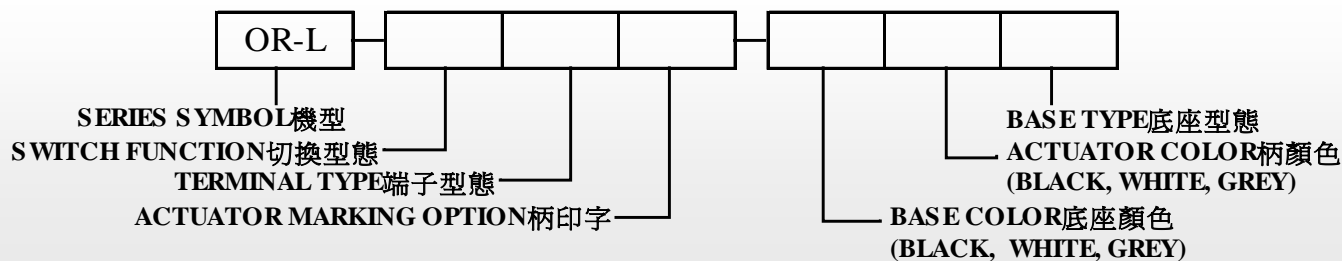 OR-L
SERIES SYMBOL機型
SWITCH FUNCTION切換型態
TERMINAL TYPE端子型態
ACTUATOR MARKING OPTION柄印字
BASE TYPE底座型態
ACTUATOR COLOR柄顏色
(BLACK, WHITE, GREY)
BASE COLOR底座顏色
(BLACK, WHITE, GREY)